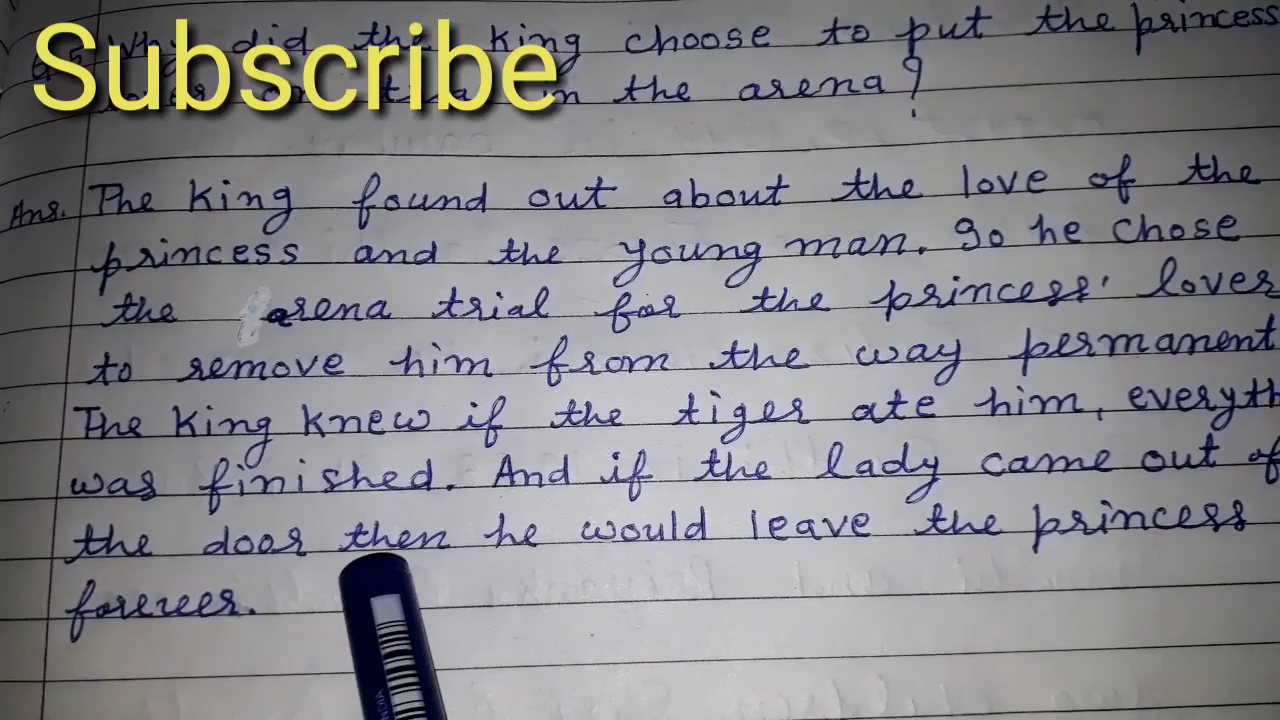 Subscribe
Why did the king choose to put the princess
in the arena?
Ans. The King found out about the love of the
princess and the young man. So he chose
the arena trial for the princess' lover
to remove him from the way permanent
The King knew if the tiger ate him, everyth
was finished. And if the lady came out of
the door then he would leave the princess
forever.